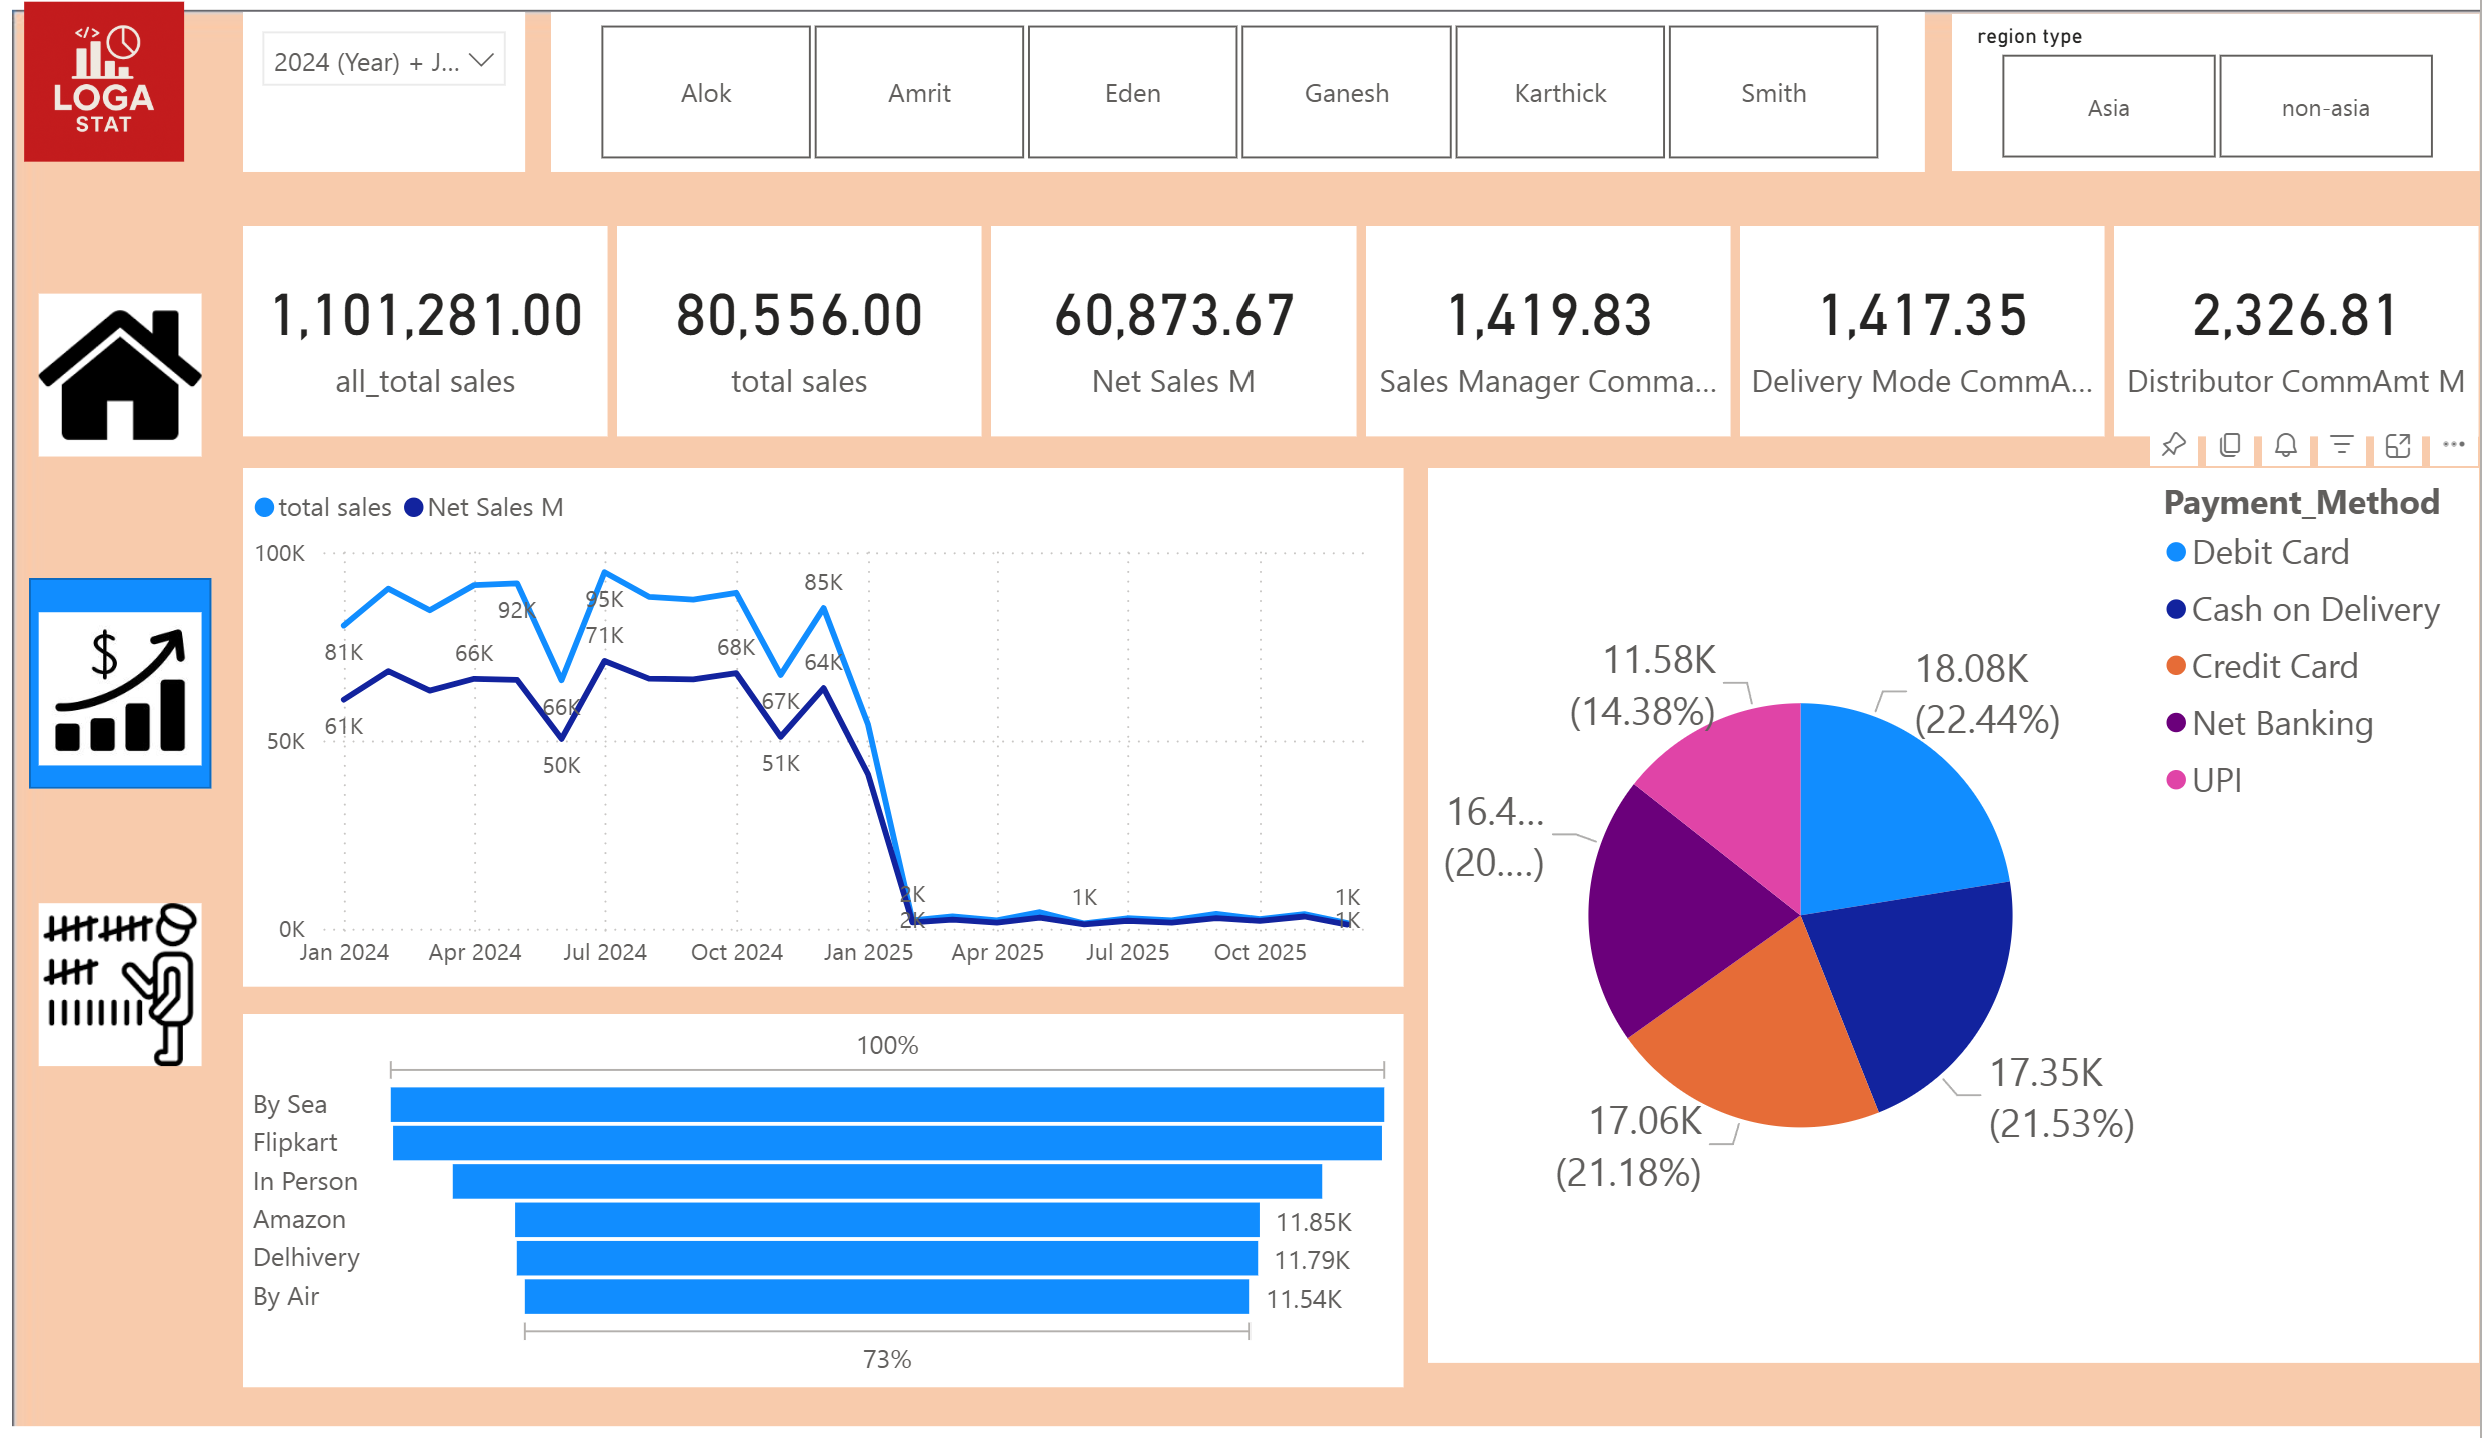 </>
LOGA
STAT
2024 (Year) + J...
Alok
Amrit
Eden
Ganesh
Karthick
Smith
region type
Asia
non-asia
1,101,281.00
all_total sales
80,556.00
total sales
60,873.67
Net Sales M
1,419.83
Sales Manager Comma...
1,417.35
Delivery Mode CommA...
2,326.81
Distributor CommAmt M
total sales
Net Sales M
100K
50K
0K
81K
66K
92K
95K
71K
68K
85K
64K
61K
66K
50K
67K
51K
2K
2K
1K
1K
1K
Jan 2024
Apr 2024
Jul 2024
Oct 2024
Jan 2025
Apr 2025
Jul 2025
Oct 2025
100%
By Sea
Flipkart
In Person
Amazon
11.85K
Delhivery
11.79K
By Air
11.54K
73%
Payment_Method
Debit Card
Cash on Delivery
Credit Card
Net Banking
UPI
11.58K
(14.38%)
18.08K
(22.44%)
16.4...
(20....)
17.06K
(21.18%)
17.35K
(21.53%)
$